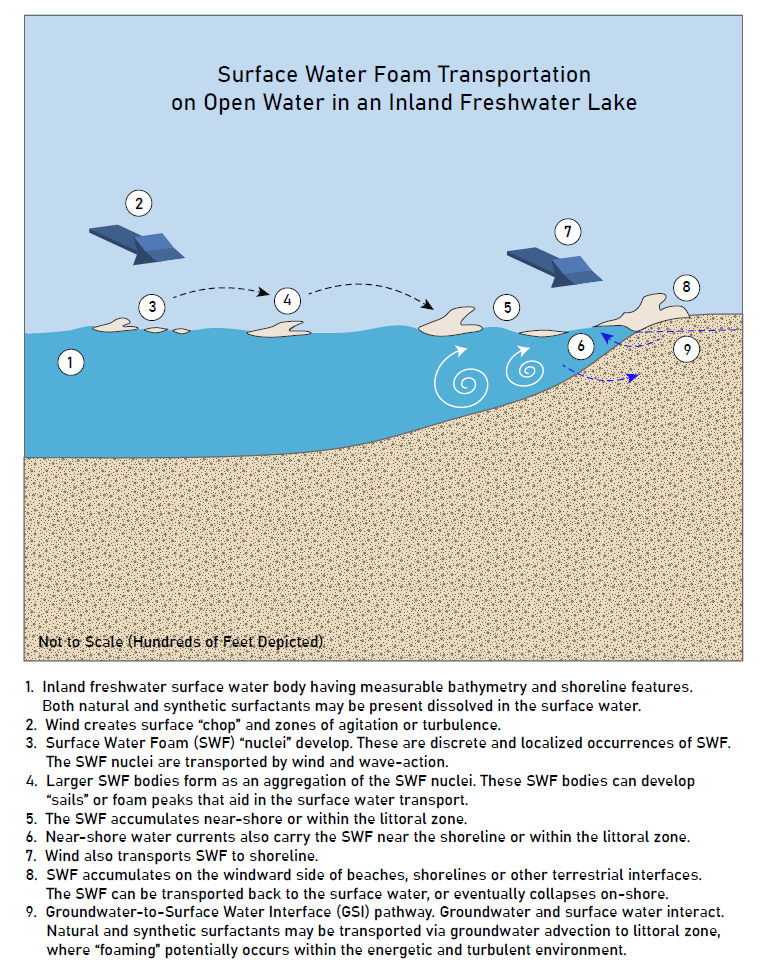 Surface Water Foam Transportation
on Open Water in an Inland Freshwater Lake
2
7
3
4
5
8
6
9
1
Not to Scale (Hundreds of Feet Depicted)
1. Inland freshwater surface water body having measurable bathymetry and shoreline features.
Both natural and synthetic surfactants may be present dissolved in the surface water.
2. Wind creates surface “chop” and zones of agitation or turbulence.
3. Surface Water Foam (SWF) “nuclei” develop. These are discrete and localized occurrences of SWF.
The SWF nuclei are transported by wind and wave-action.
4. Larger SWF bodies form as an aggregation of the SWF nuclei. These SWF bodies can develop
“sails” or foam peaks that aid in the surface water transport.
5. The SWF accumulates near-shore or within the littoral zone.
6. Near-shore water currents also carry the SWF near the shoreline or within the littoral zone.
7. Wind also transports SWF to shoreline.
8. SWF accumulates on the windward side of beaches, shorelines or other terrestrial interfaces.
The SWF can be transported back to the surface water, or eventually collapses on-shore.
9. Groundwater-to-Surface Water Interface (GSI) pathway. Groundwater and surface water interact.
Natural and synthetic surfactants may be transported via groundwater advection to littoral zone,
where “foaming” potentially occurs within the energetic and turbulent environment.